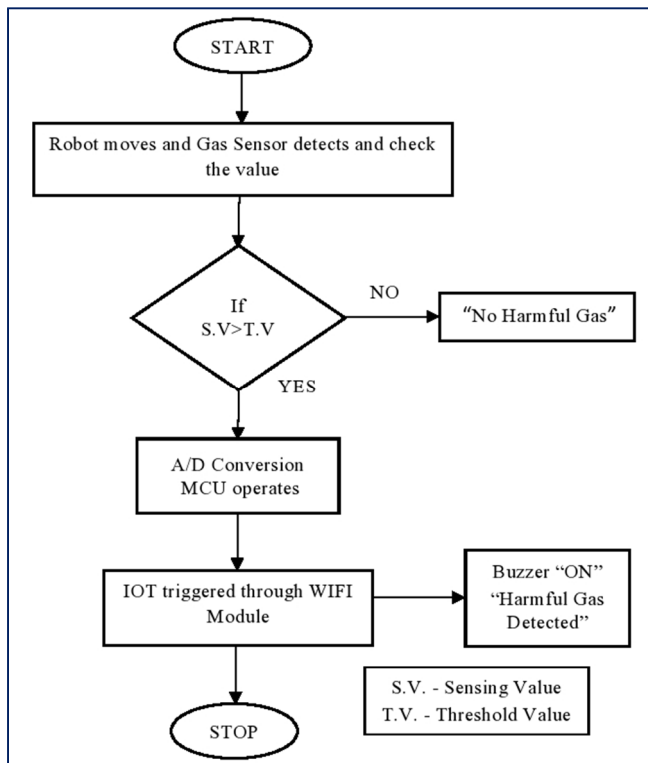 START
Robot moves and Gas Sensor detects and check
the value
If
S.V>T.V
NO
“No Harmful Gas”
YES
A/D Conversion
MCU operates
IOT triggered through WIFI
Module
Buzzer “ON”
“Harmful Gas
Detected”
S.V. - Sensing Value
T.V. - Threshold Value
STOP